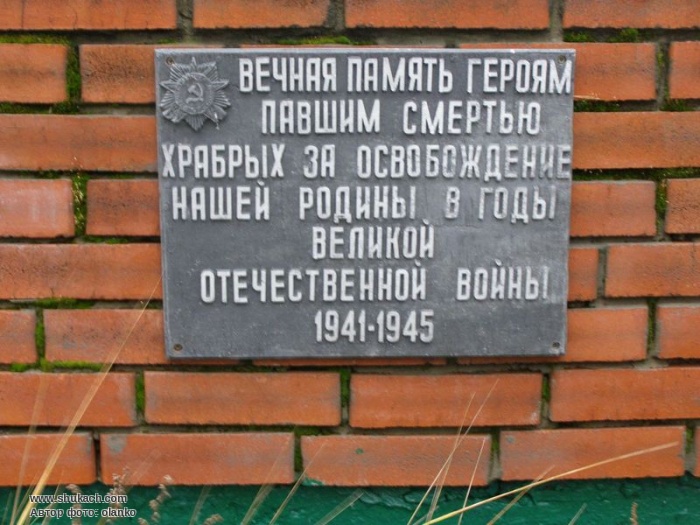 ВЕЧНАЯ ПАМЯТЬ ГЕРОЯМ
ПАВШИМ СМЕРТЬЮ
ХРАБРЫХ ЗА ОСВОБОЖДЕНИЕ
НАШЕЙ РОДИНЫ В ГОДЫ
ВЕЛИКОЙ
ОТЕЧЕСТВЕННОЙ ВОЙНЫ
1941-1945
www.shukach.com
Автор фото: olanko